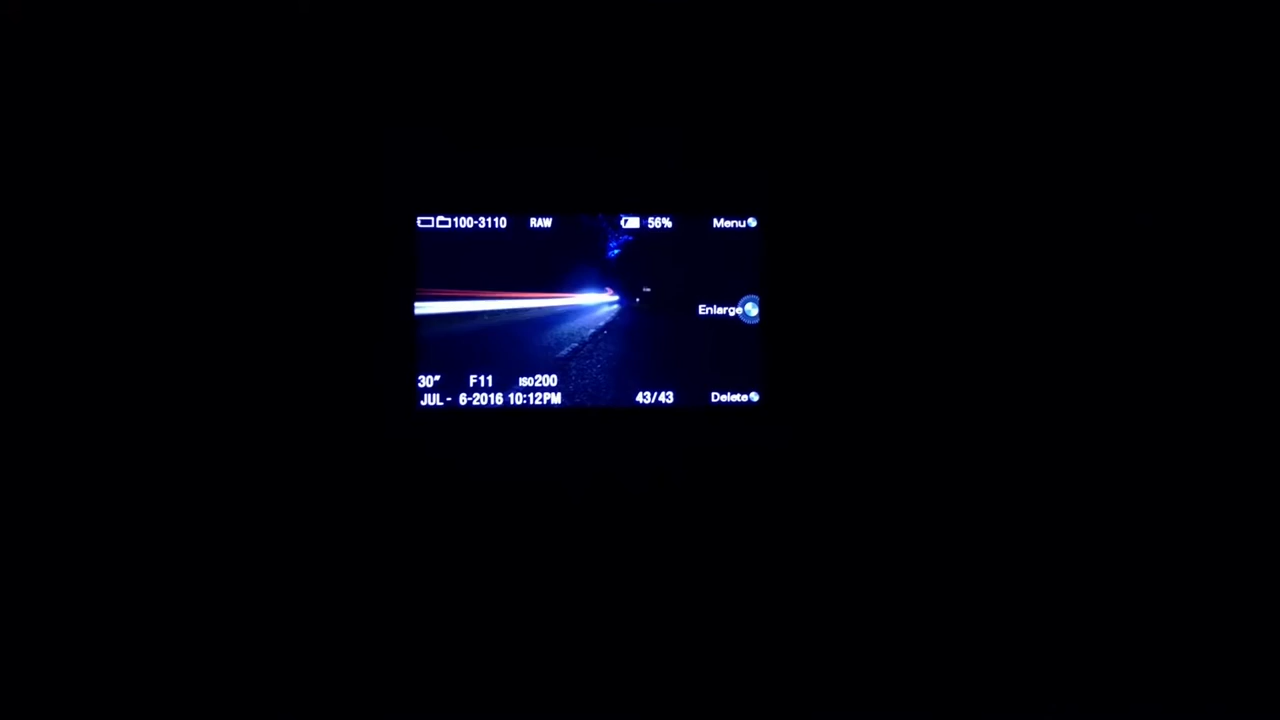 100-3110 RAW 56% Menu
Enlarge
30″ F11 ISO200
JUL - 6-2016 10:12PM 43/43 Delete